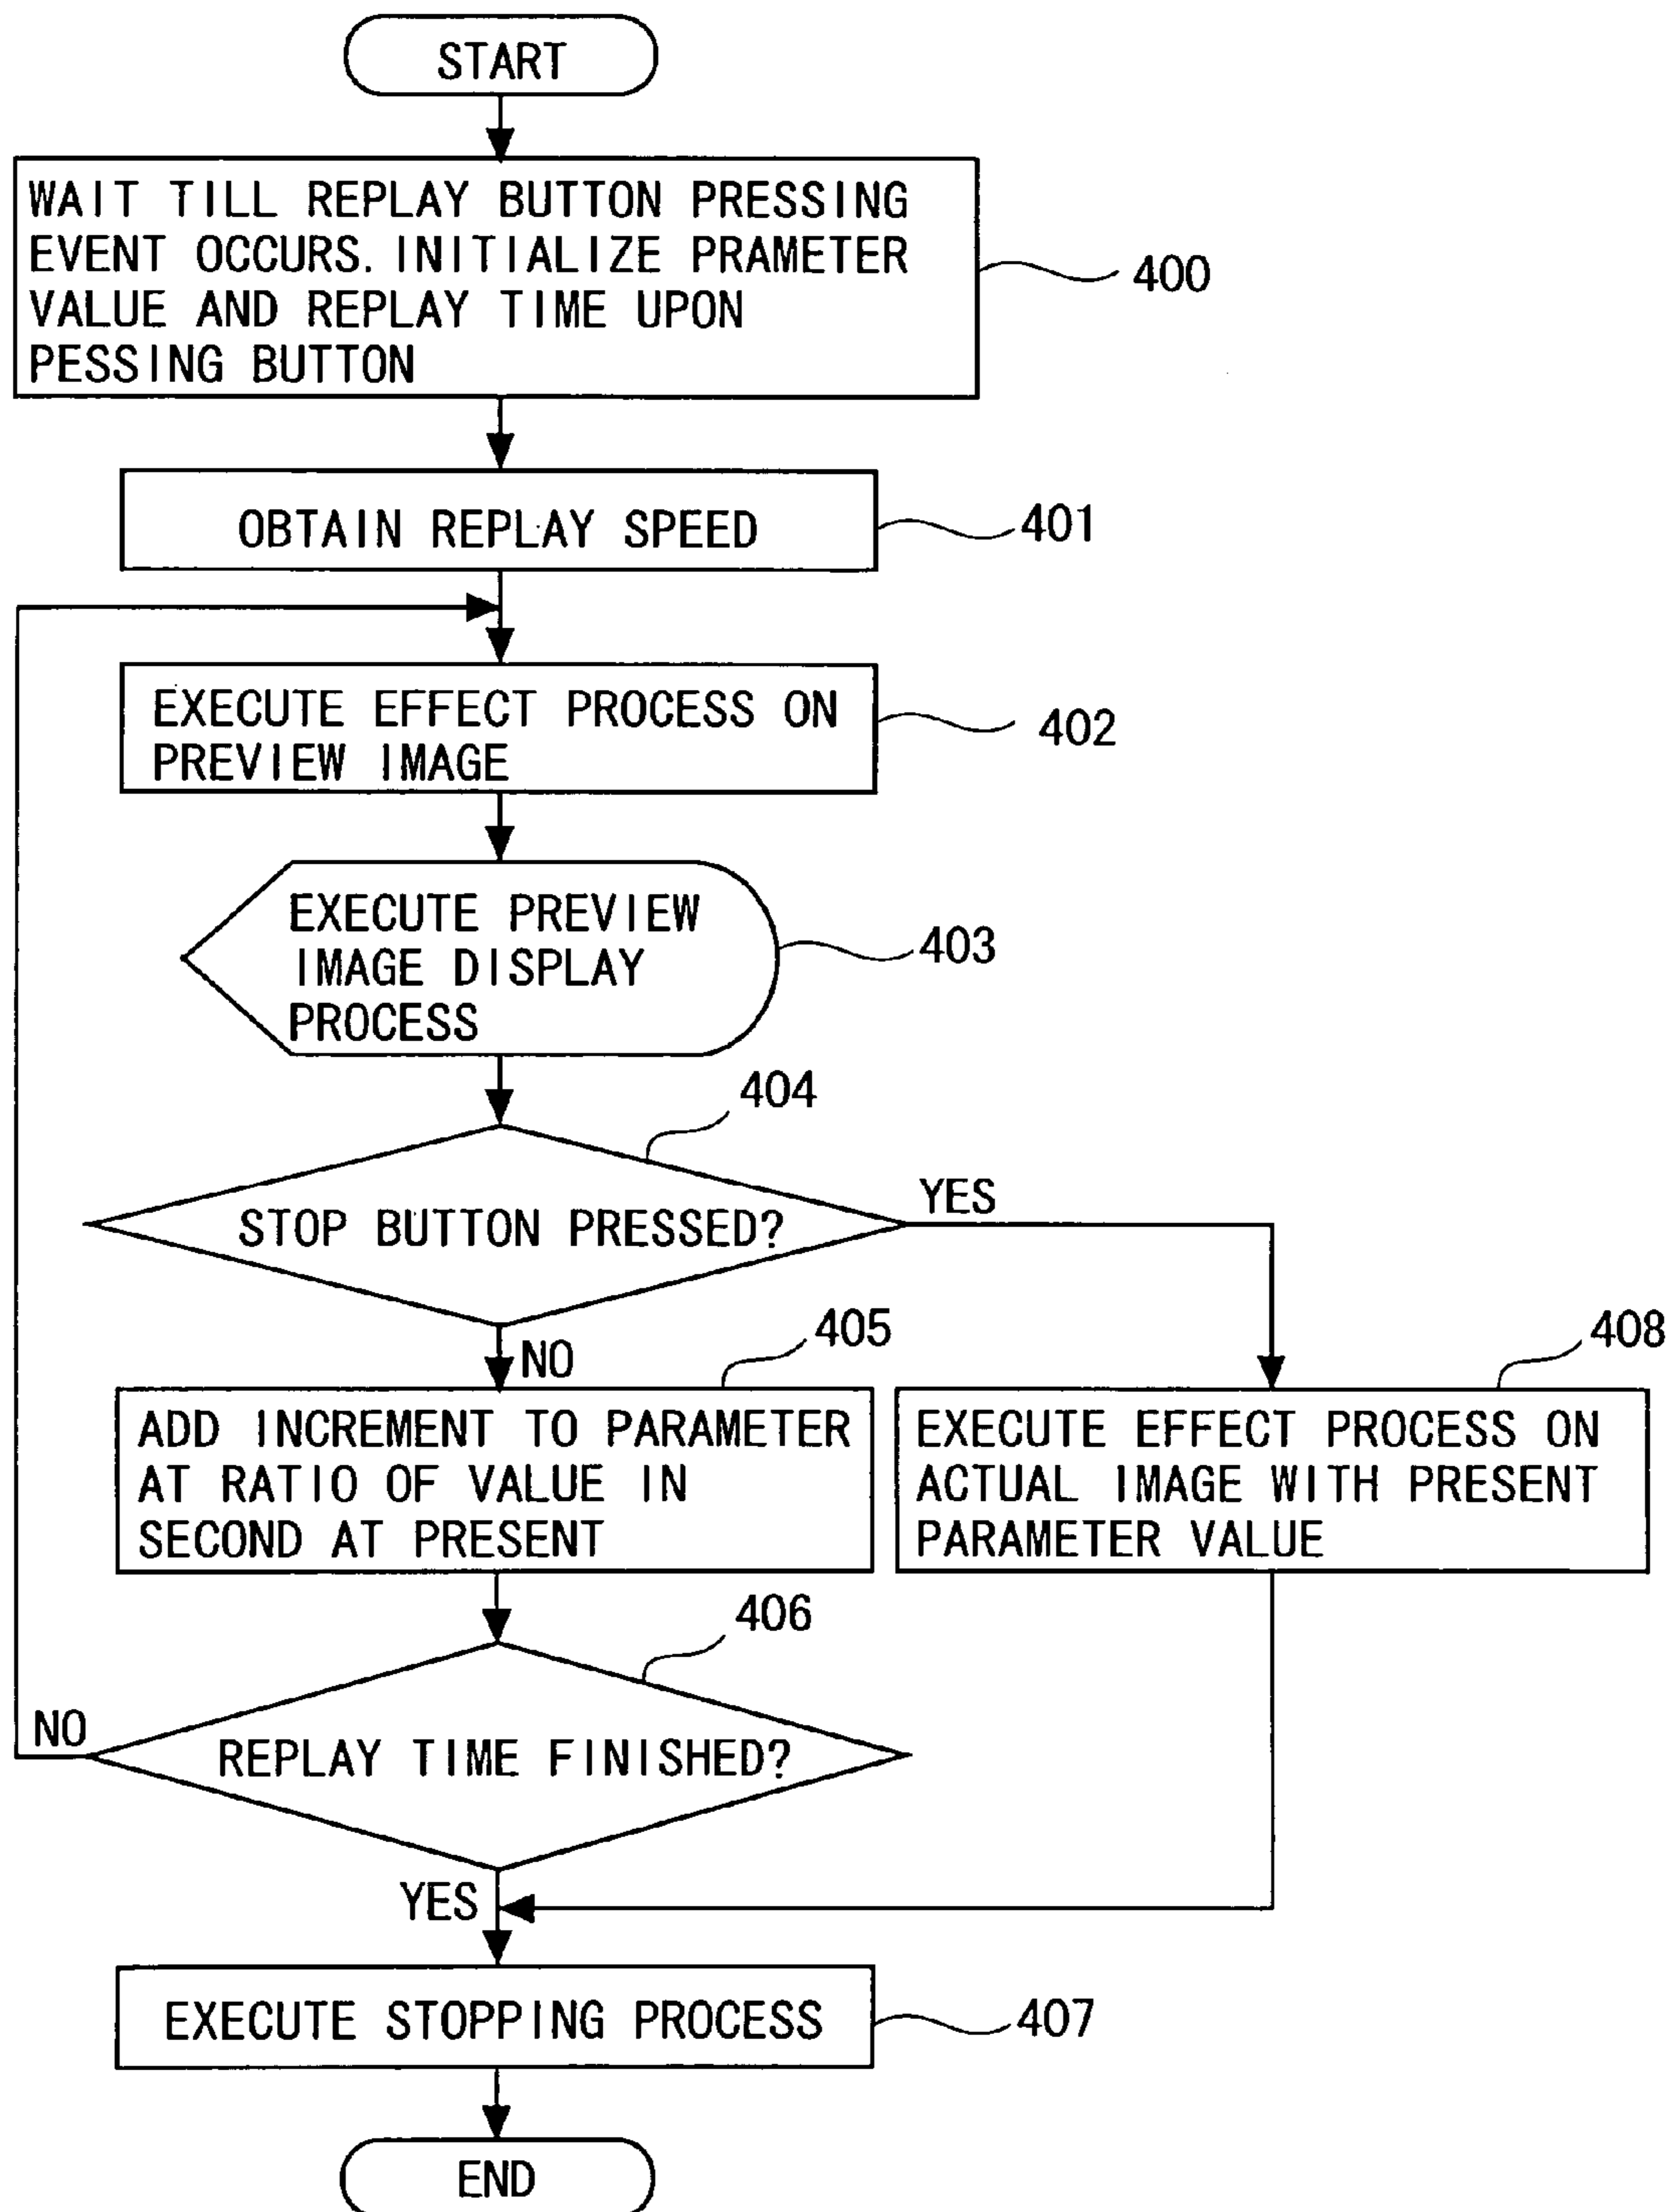 START
WAIT TILL REPLAY BUTTON PRESSING
EVENT OCCURS. INITIALIZE PRAMETER
VALUE AND REPLAY TIME UPON
PESSING BUTTON
400
OBTAIN REPLAY SPEED
401
EXECUTE EFFECT PROCESS ON
PREVIEW IMAGE
402
EXECUTE PREVIEW
IMAGE DISPLAY
PROCESS
403
404
STOP BUTTON PRESSED?
YES
NO
405
ADD INCREMENT TO PARAMETER
AT RATIO OF VALUE IN
SECOND AT PRESENT
408
EXECUTE EFFECT PROCESS ON
ACTUAL IMAGE WITH PRESENT
PARAMETER VALUE
406
REPLAY TIME FINISHED?
NO
YES
EXECUTE STOPPING PROCESS
407
END